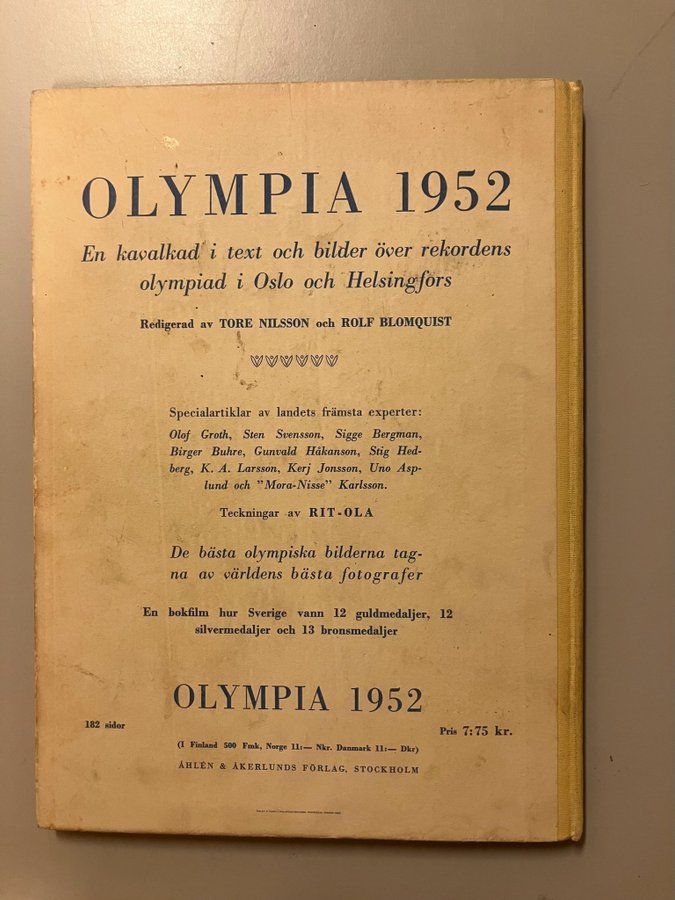 OLYMPIA 1952
En kavalkad i text och bilder över rekordens
olympiad i Oslo och Helsingfors
Redigerad av TORE NILSSON och ROLF BLOMQUIST
Specialartiklar av landets främsta experter:
Olof Groth, Sten Svensson, Sigge Bergman,
Birger Buhre, Gunvald Håkanson, Stig Hed-
berg, K. A. Larsson, Kerj Jonsson, Uno Asp-
lund och "Mora-Nisse" Karlsson.
Teckningar av RIT-OLA
De bästa olympiska bilderna tag-
na av världens bästa fotografer
En bokfilm hur Sverige vann 12 guldmedaljer, 12
silvermedaljer och 13 bronsmedaljer
OLYMPIA 1952
182 sidor
Pris 7:75 kr.
(I Finland 500 Fmk, Norge 11:— Nkr. Danmark 11:— Dkr)
ÅHLÉN & ÅKERLUNDS FÖRLAG, STOCKHOLM